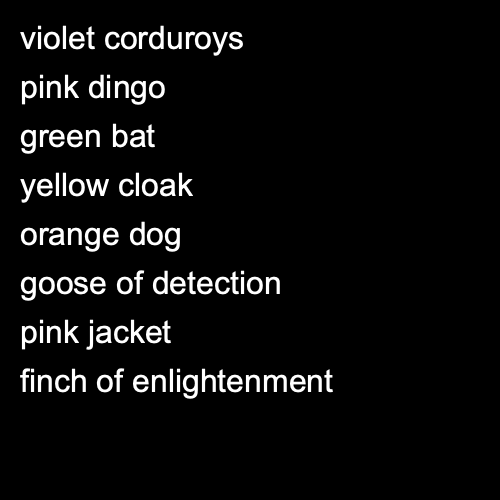 violet corduroys
pink dingo
green bat
yellow cloak
orange dog
goose of detection
pink jacket
finch of enlightenment